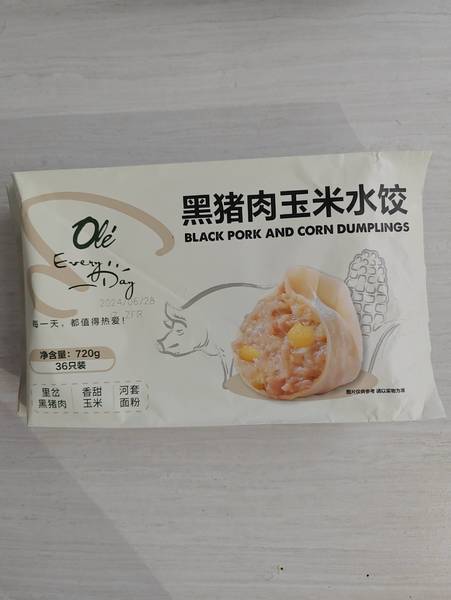 黑猪肉玉米水饺
BLACK PORK AND CORN DUMPLINGS
Olé
Every
Day
2024/06/28
Z ZFR
每一天，都值得热爱！
净含量：720g
36只装
里岔 香甜 河套
黑猪肉 玉米 面粉
图片仅供参考 请以实物为准